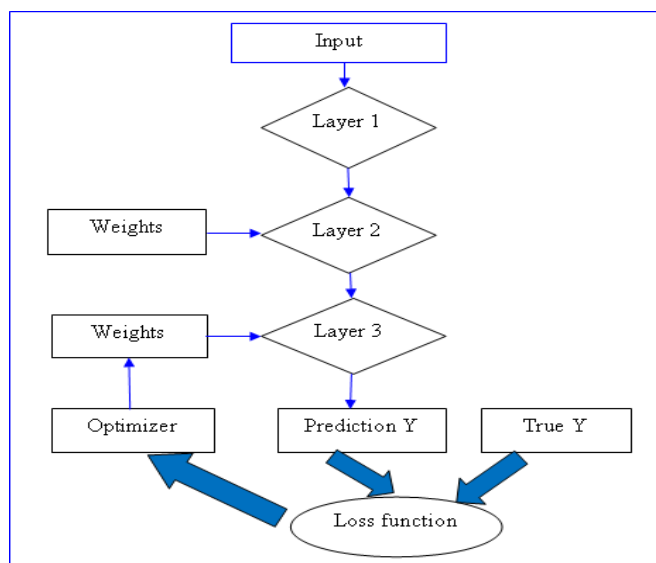 Input
Layer 1
Weights
Layer 2
Weights
Layer 3
Optimizer
Prediction Y
True Y
Loss function